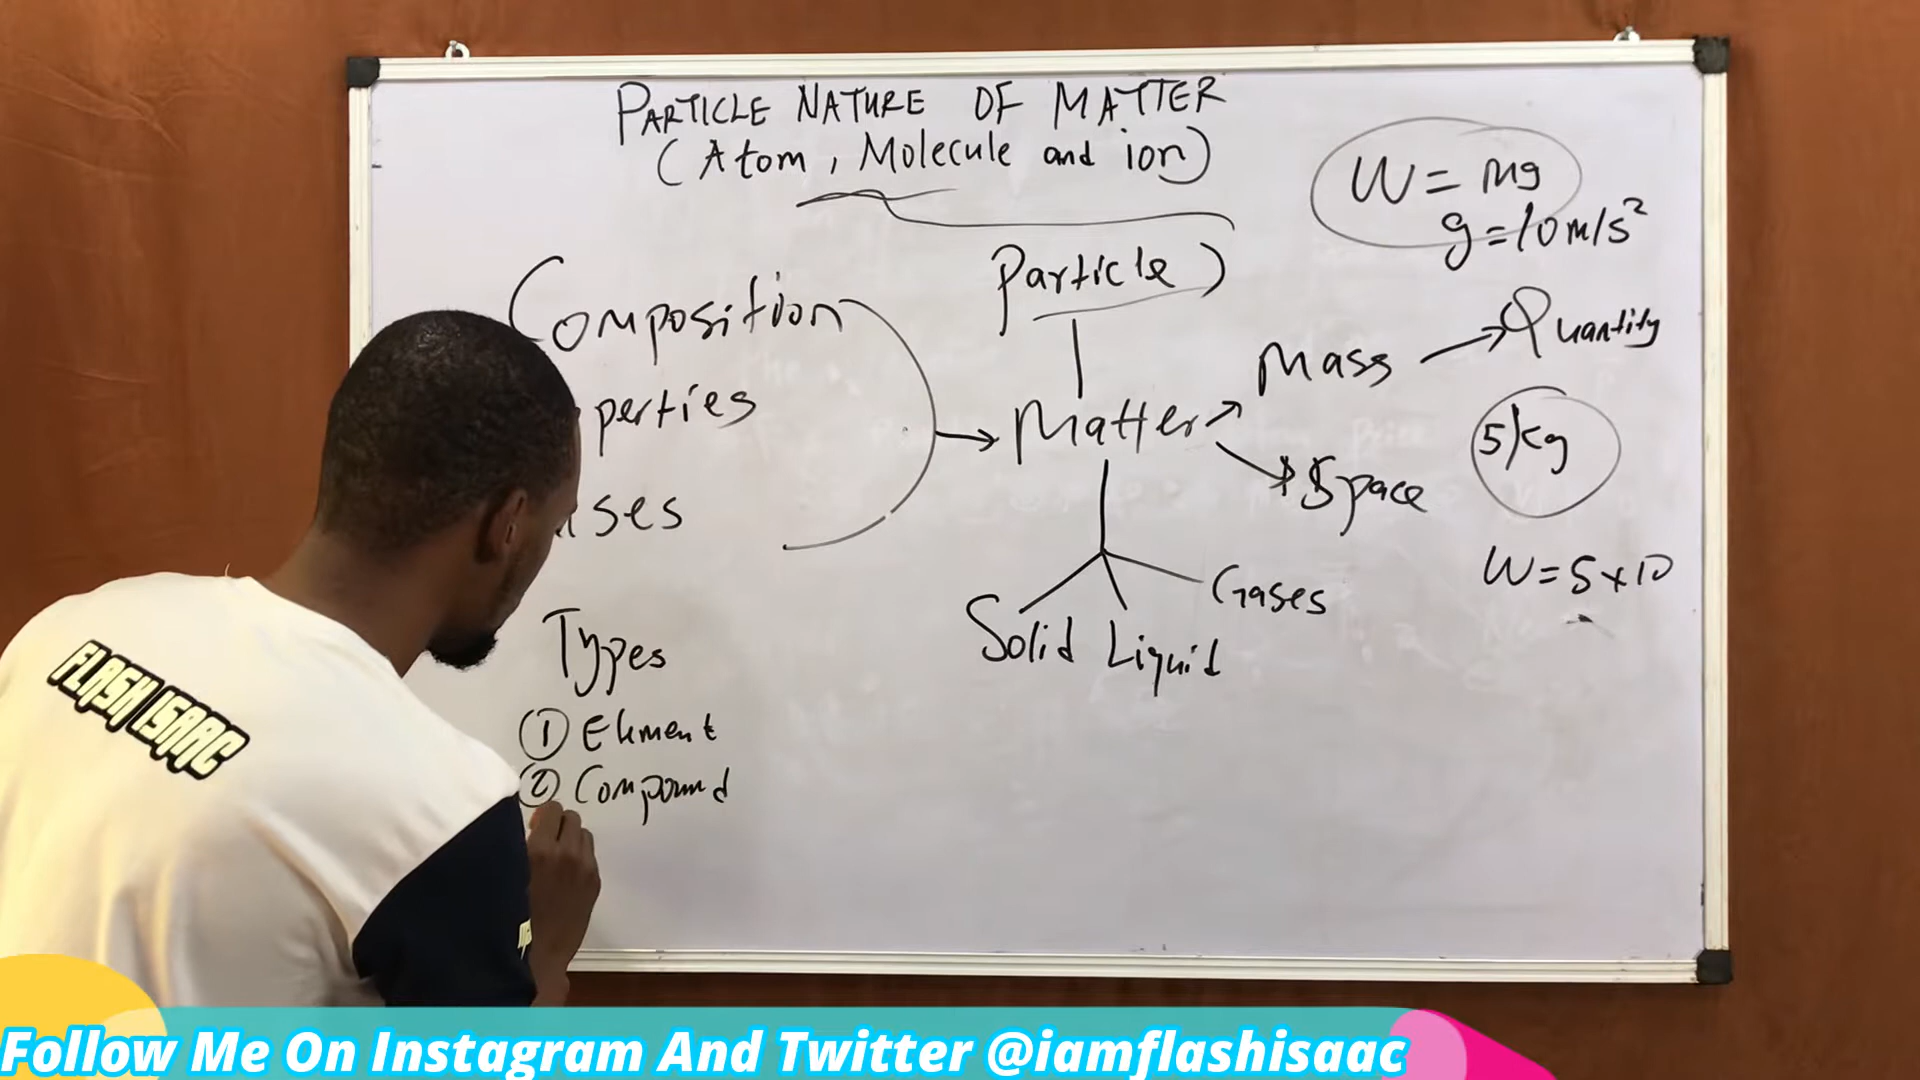 PARTICLE NATURE OF MATTER
(Atom, Molecule and ion)
W = mg
g = 10m/s²
Composition
Particle
perties
Mass
Quantity
Matter
5kg
uses
Space
W = 5 x 10
Gases
Types
Solid Liquid
① Element
② Compound
FLASH ISAAC
Follow Me On Instagram And Twitter @iamflashisaac